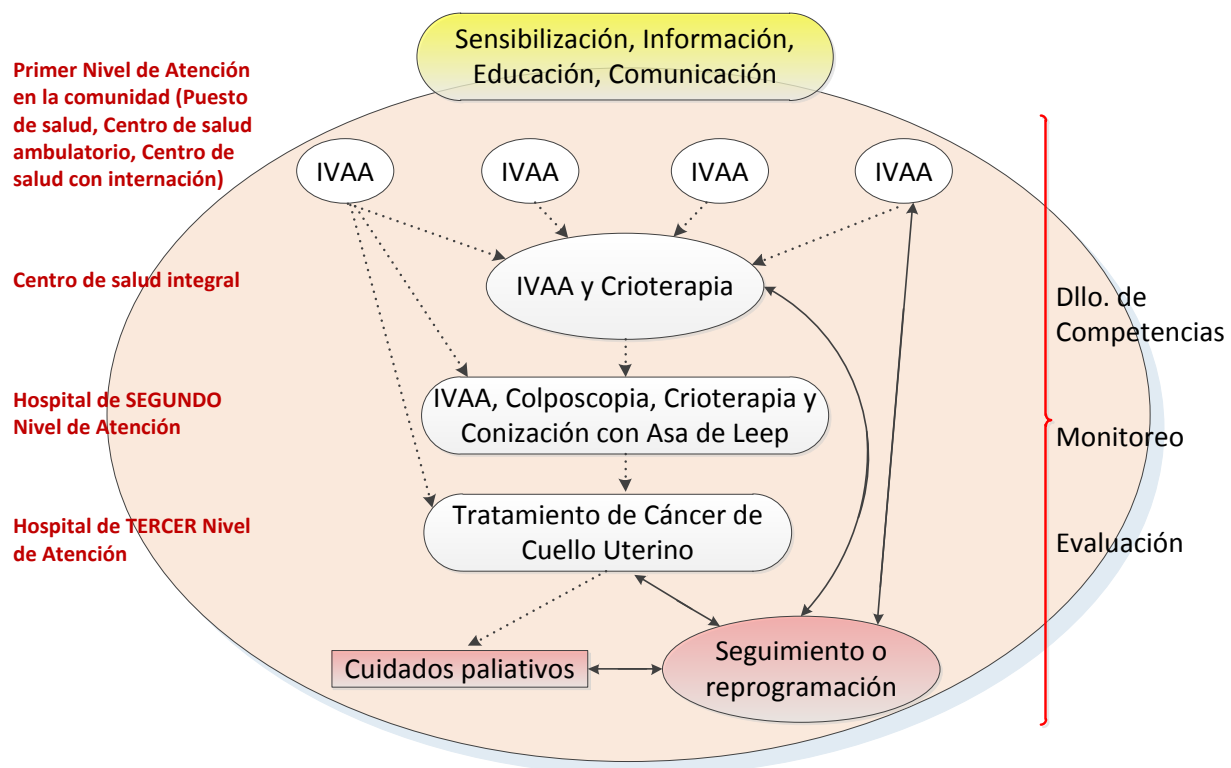 Sensibilización, Información,
Educación, Comunicación
Primer Nivel de Atención
en la comunidad (Puesto
de salud, Centro de salud
ambulatorio, Centro de
salud con internación)
IVAA
IVAA
IVAA
IVAA
Centro de salud integral
IVAA y Crioterapia
Dllo. de
Competencias
Hospital de SEGUNDO
Nivel de Atención
IVAA, Colposcopia, Crioterapia y
Conización con Asa de Leep
Monitoreo
Hospital de TERCER Nivel
de Atención
Tratamiento de Cáncer de
Cuello Uterino
Evaluación
Cuidados paliativos
Seguimiento o
reprogramación